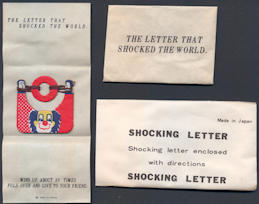 THE LETTER THAT
SHOCKED THE WORLD.
WIND UP ABOUT 20 TIMES
FULL OVER AND GIVE TO YOUR FRIEND.
THE LETTER THAT
SHOCKED THE WORLD.
Made in Japan
SHOCKING LETTER
Shocking letter enclosed
with directions
SHOCKING LETTER